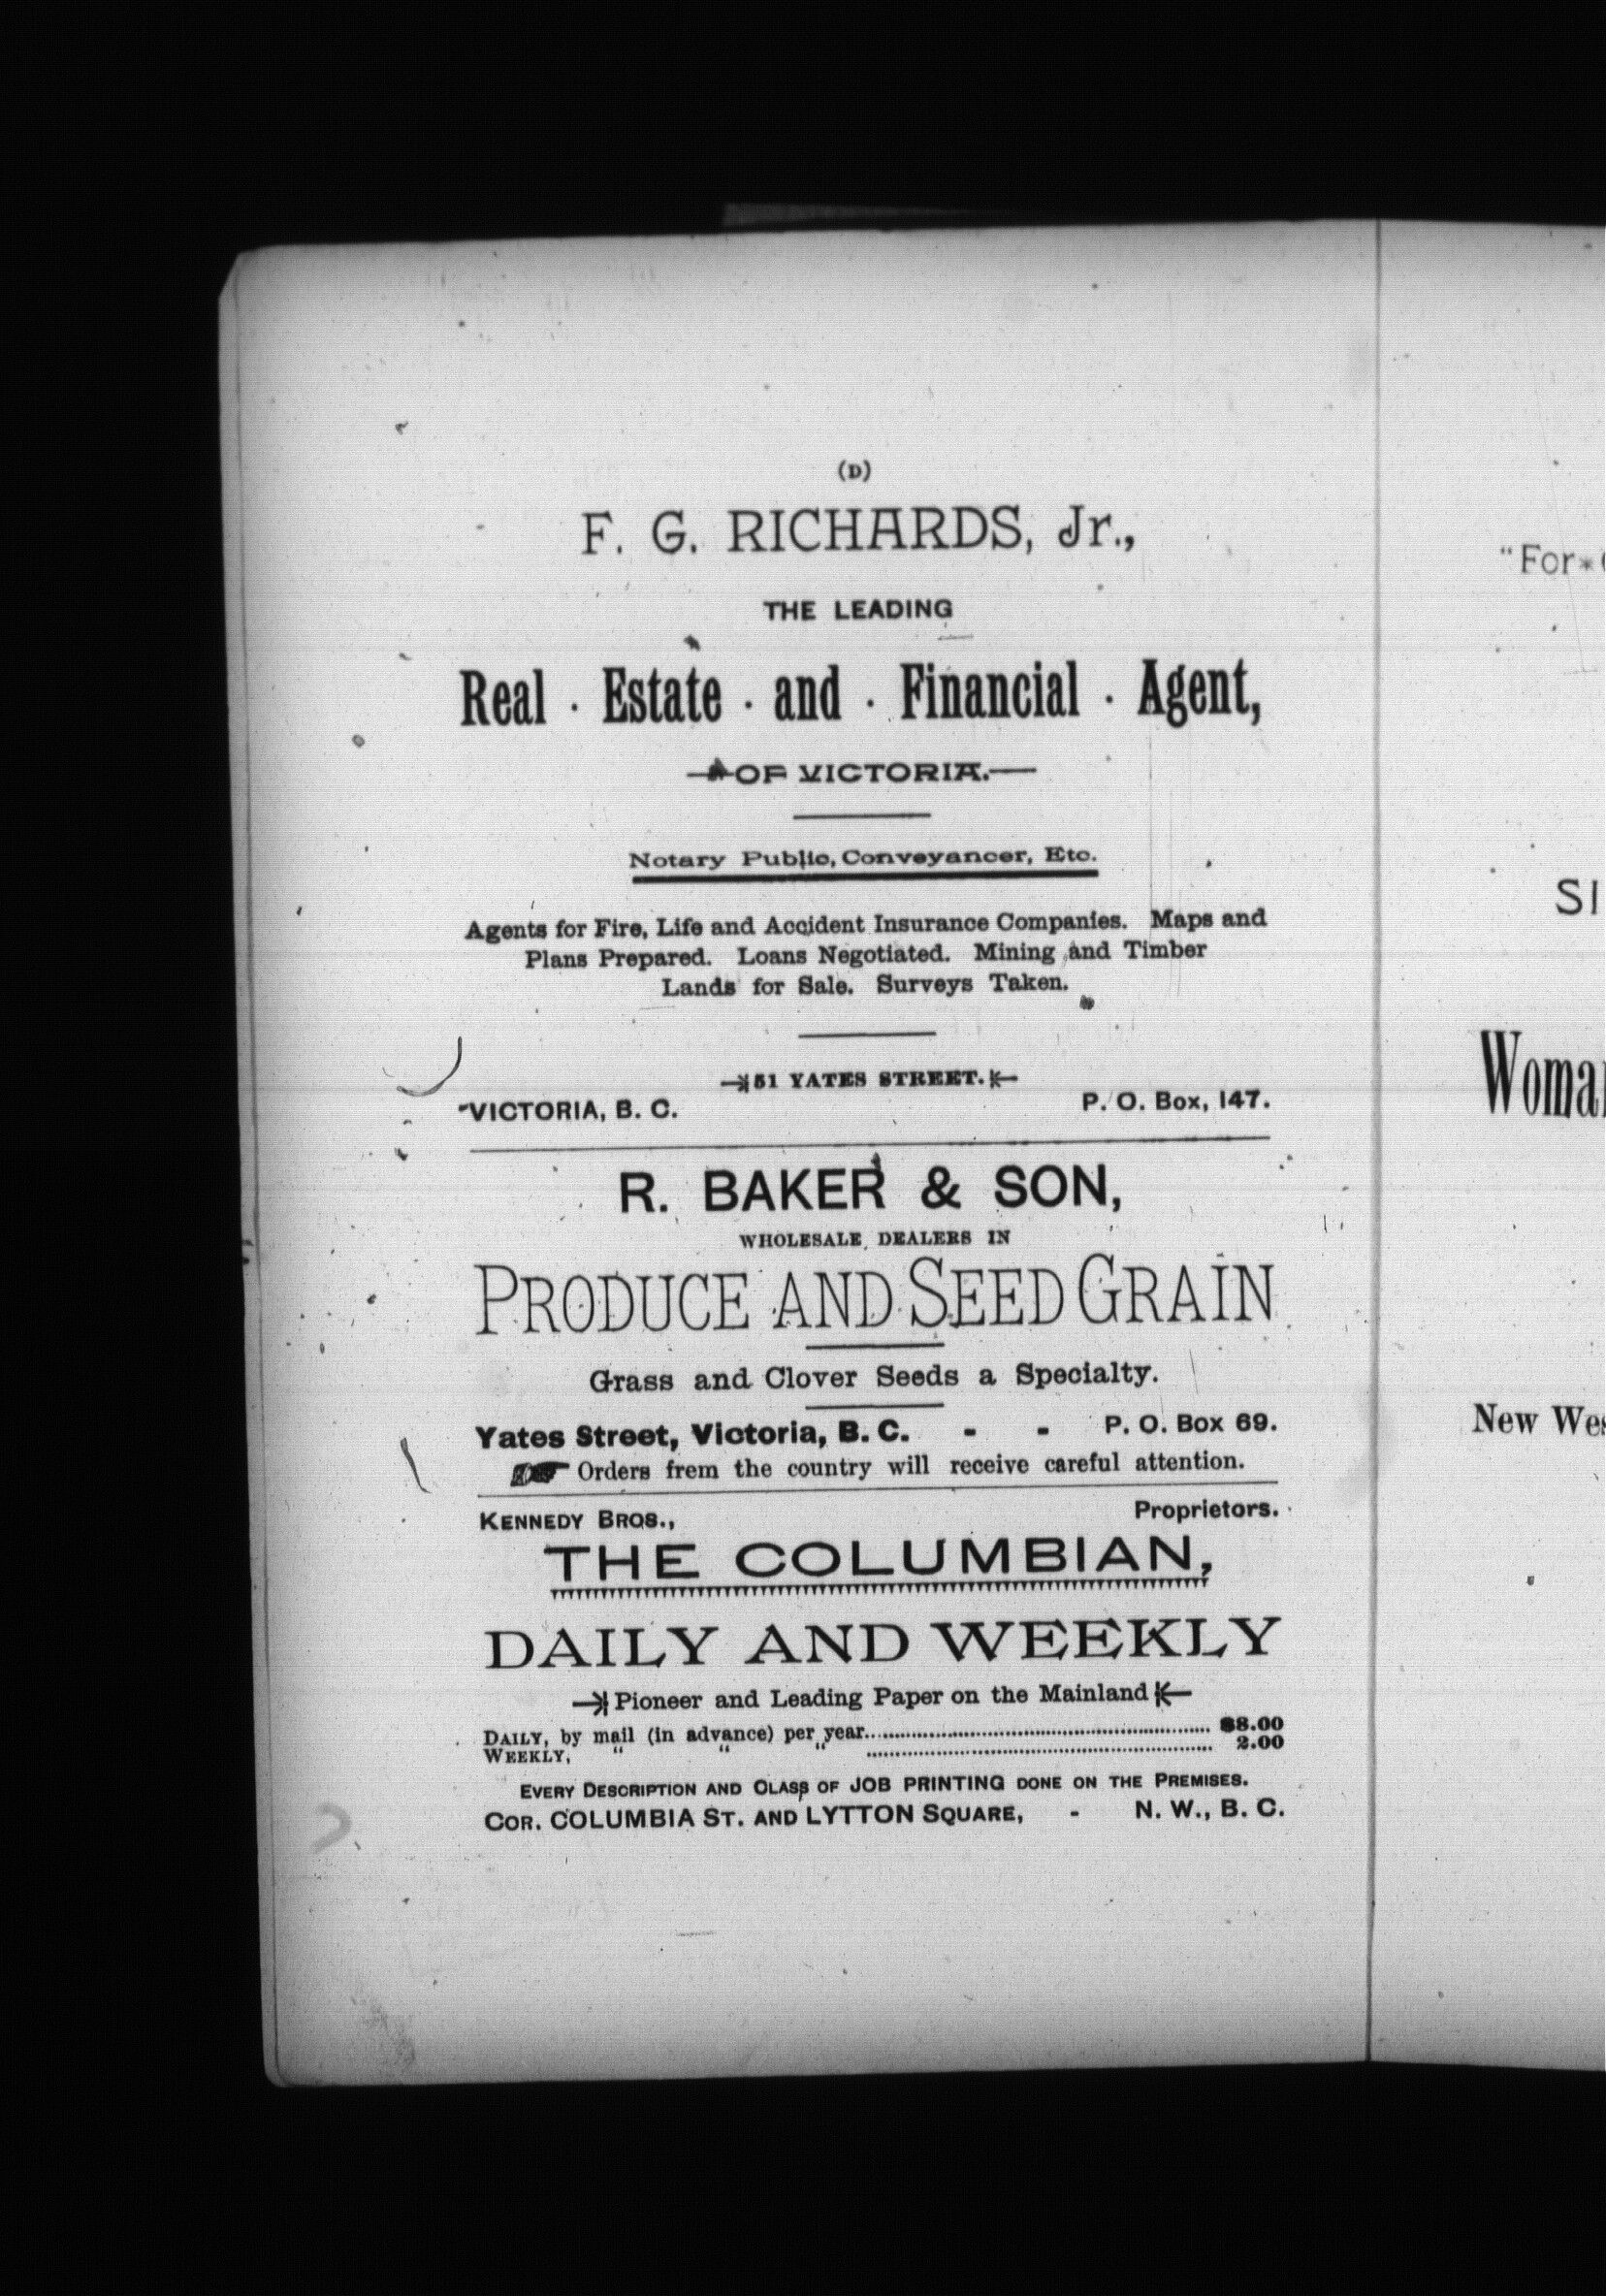 (D)
F. G. RICHARDS, Jr.,
THE LEADING
Real · Estate · and · Financial · Agent,
OF VICTORIA.
Notary Public, Conveyancer, Etc.
Agents for Fire, Life and Accident Insurance Companies. Maps and
Plans Prepared. Loans Negotiated. Mining and Timber
Lands for Sale. Surveys Taken.
51 YATES STREET.
VICTORIA, B. C. P. O. Box, 147.
R. BAKER & SON,
WHOLESALE DEALERS IN
PRODUCE AND SEED GRAIN
Grass and Clover Seeds a Specialty.
Yates Street, Victoria, B. C. - - P. O. Box 69.
Orders frem the country will receive careful attention.
KENNEDY BROS., Proprietors.
THE COLUMBIAN,
DAILY AND WEEKLY
Pioneer and Leading Paper on the Mainland
DAILY, by mail (in advance) per year.......... $8.00
WEEKLY, " " " .......... 2.00
EVERY DESCRIPTION AND CLASS OF JOB PRINTING DONE ON THE PREMISES.
COR. COLUMBIA ST. AND LYTTON SQUARE, - N. W., B. C.
"For
New